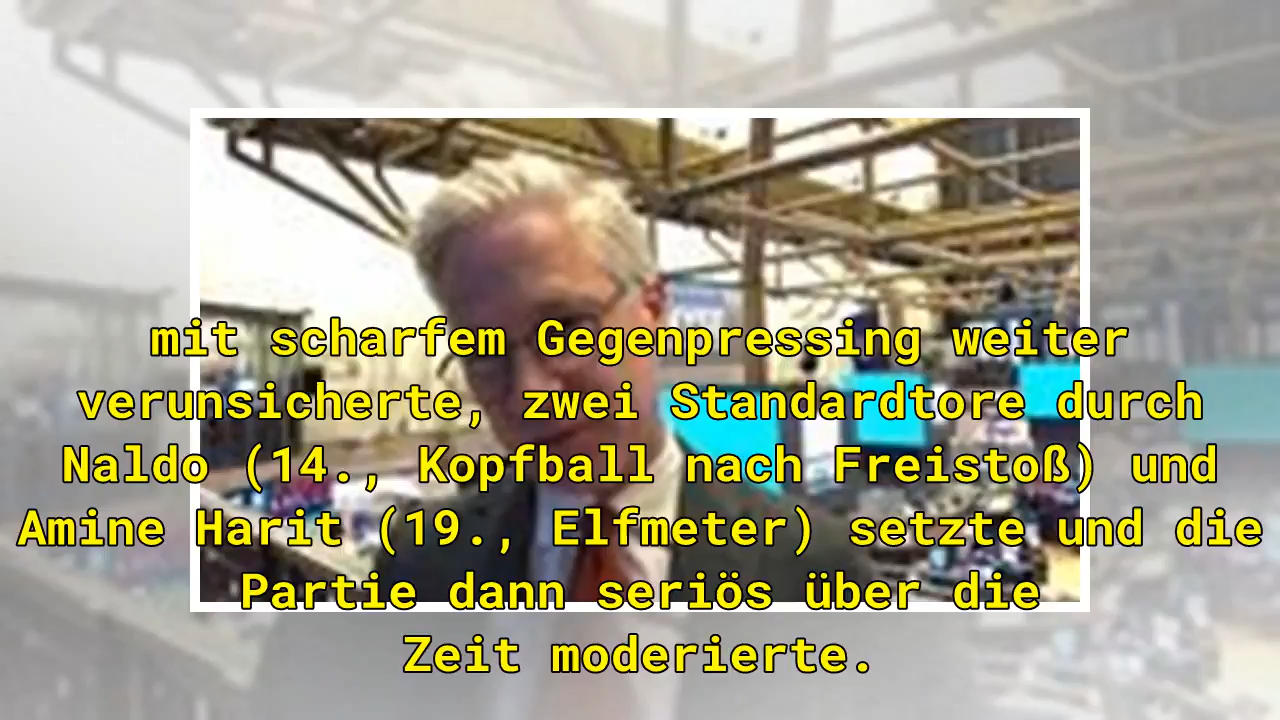 mit scharfem Gegenpressing weiter
verunsicherte, zwei Standardtore durch
Naldo (14., Kopfball nach Freistoß) und
Amine Harit (19., Elfmeter) setzte und die
Partie dann seriös über die
Zeit moderierte.